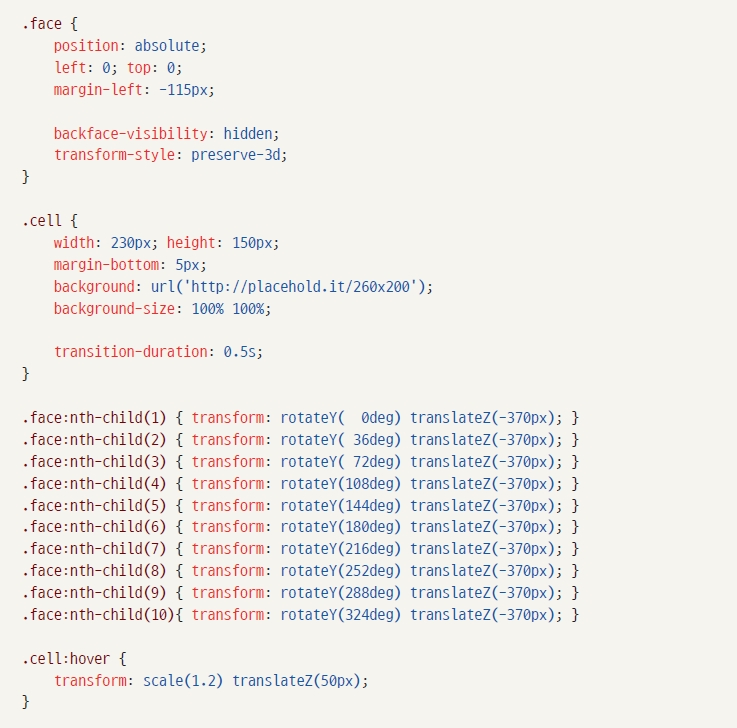 .face {
    position: absolute;
    left: 0; top: 0;
    margin-left: -115px;

    backface-visibility: hidden;
    transform-style: preserve-3d;
}

.cell {
    width: 230px; height: 150px;
    margin-bottom: 5px;
    background: url('http://placehold.it/260x200');
    background-size: 100% 100%;

    transition-duration: 0.5s;
}

.face:nth-child(1) { transform: rotateY(  0deg) translateZ(-370px); }
.face:nth-child(2) { transform: rotateY( 36deg) translateZ(-370px); }
.face:nth-child(3) { transform: rotateY( 72deg) translateZ(-370px); }
.face:nth-child(4) { transform: rotateY(108deg) translateZ(-370px); }
.face:nth-child(5) { transform: rotateY(144deg) translateZ(-370px); }
.face:nth-child(6) { transform: rotateY(180deg) translateZ(-370px); }
.face:nth-child(7) { transform: rotateY(216deg) translateZ(-370px); }
.face:nth-child(8) { transform: rotateY(252deg) translateZ(-370px); }
.face:nth-child(9) { transform: rotateY(288deg) translateZ(-370px); }
.face:nth-child(10){ transform: rotateY(324deg) translateZ(-370px); }

.cell:hover {
    transform: scale(1.2) translateZ(50px);
}